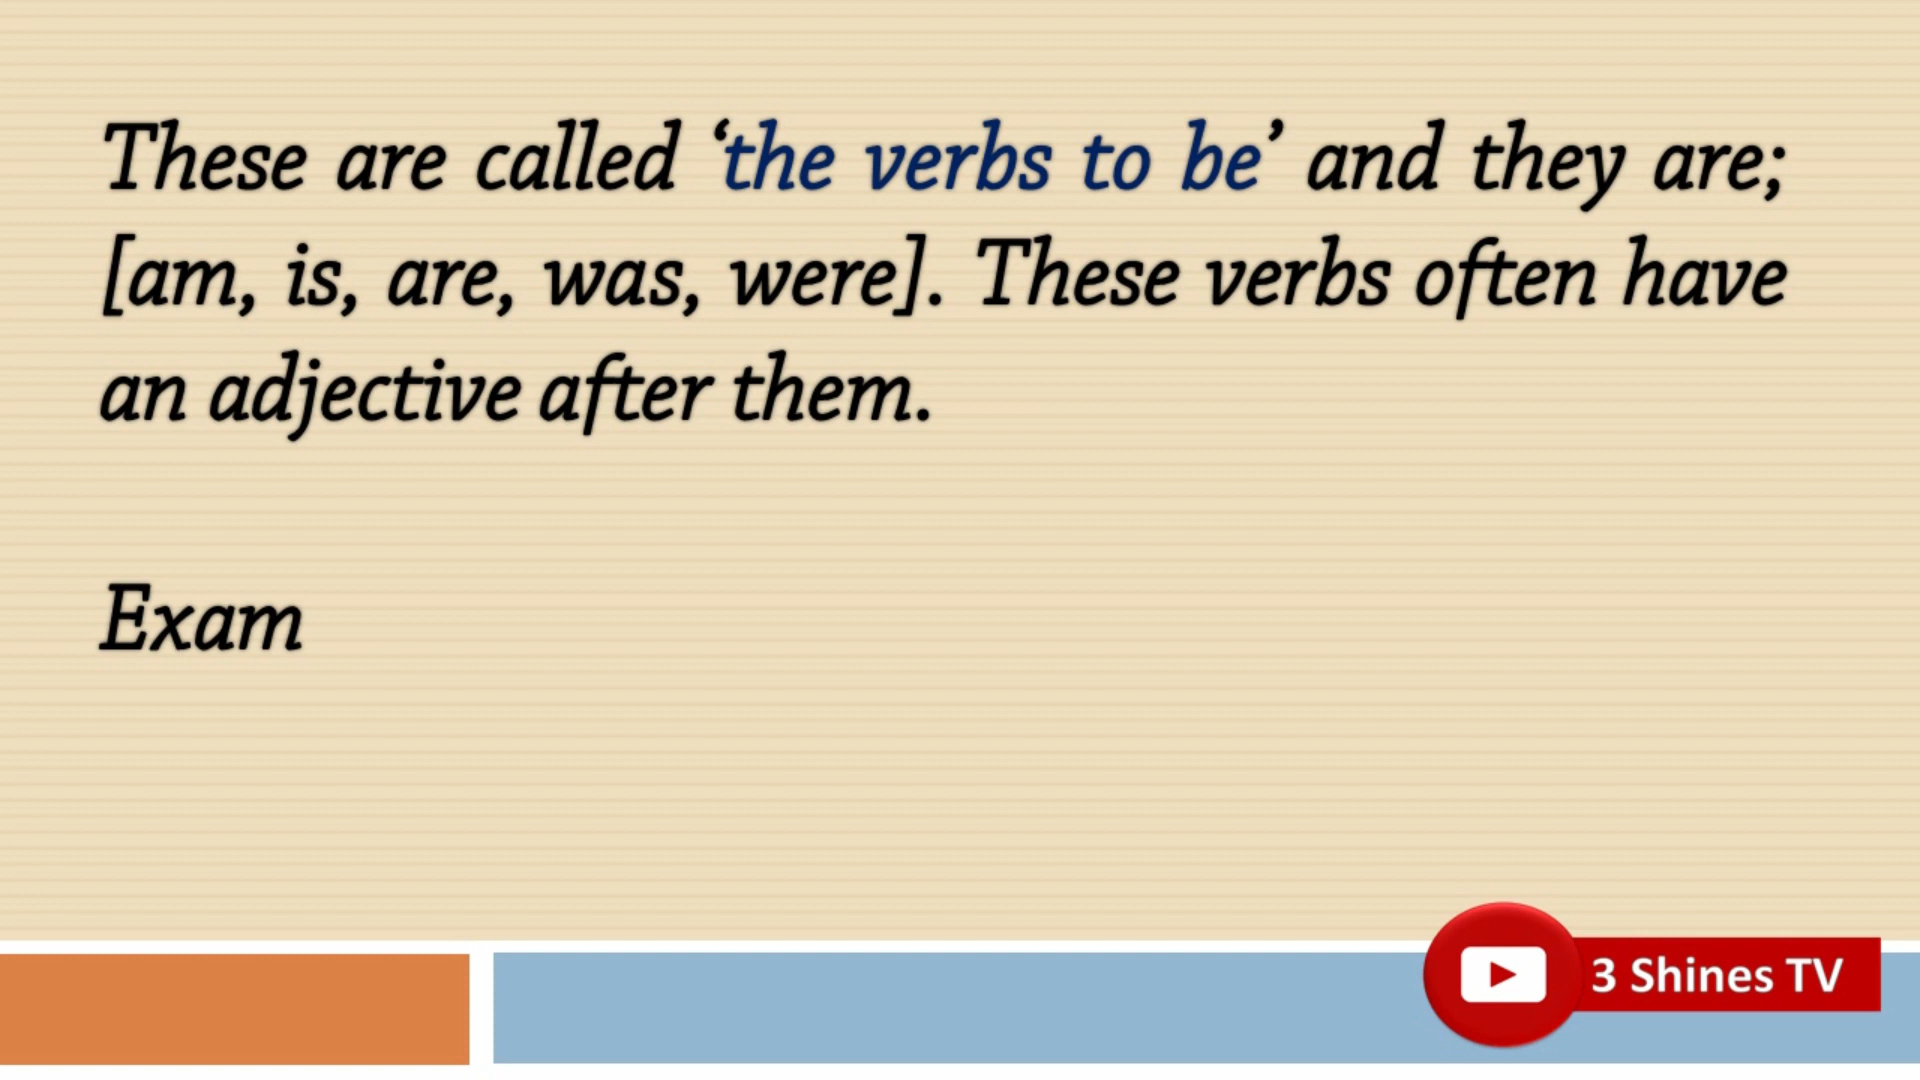 These are called ‘the verbs to be’ and they are;
[am, is, are, was, were]. These verbs often have
an adjective after them.
Exam
3 Shines TV